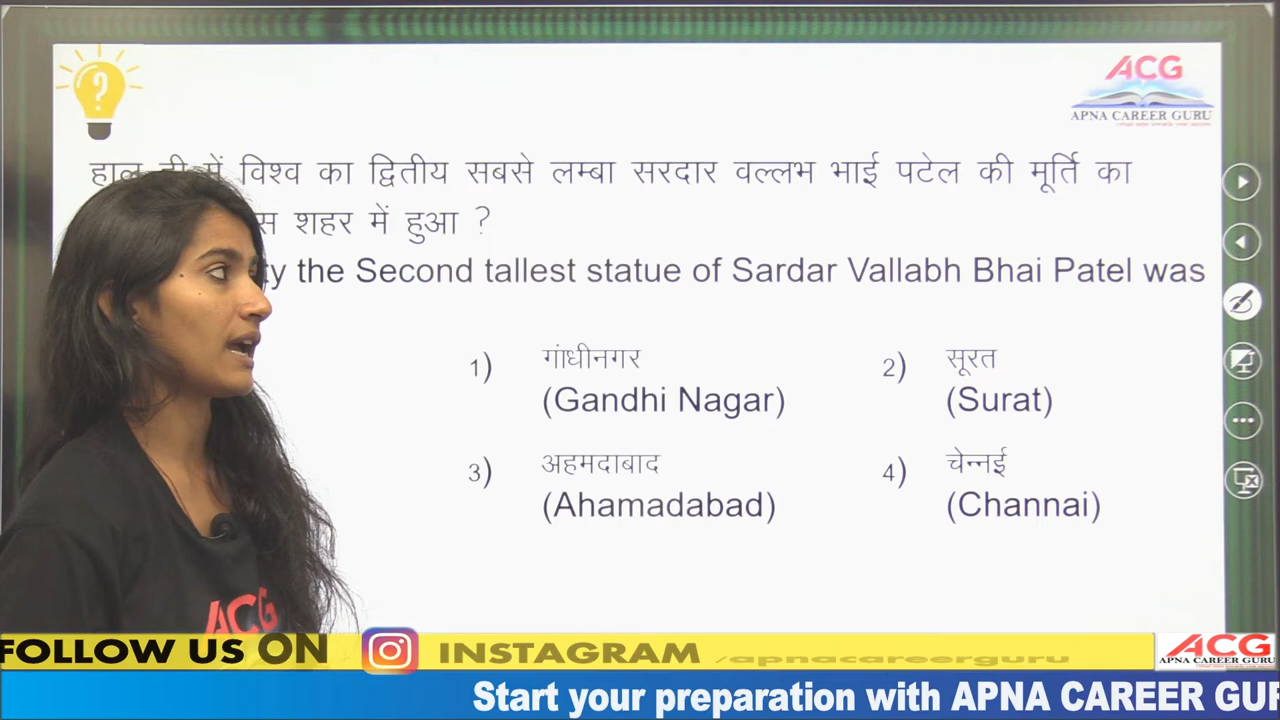 ACG
APNA CAREER GURU
हाल ही में विश्व का द्वितीय सबसे लम्बा सरदार वल्लभ भाई पटेल की मूर्ति का
शहर में हुआ ?
the Second tallest statue of Sardar Vallabh Bhai Patel was
1) गांधीनगर 2) सूरत
(Gandhi Nagar) (Surat)
3) अहमदाबाद 4) चेन्नई
(Ahamadabad) (Channai)
ACG
FOLLOW US ON INSTAGRAM /apnacareerguru
ACG
APNA CAREER GURU
Start your preparation with APNA CAREER GUR